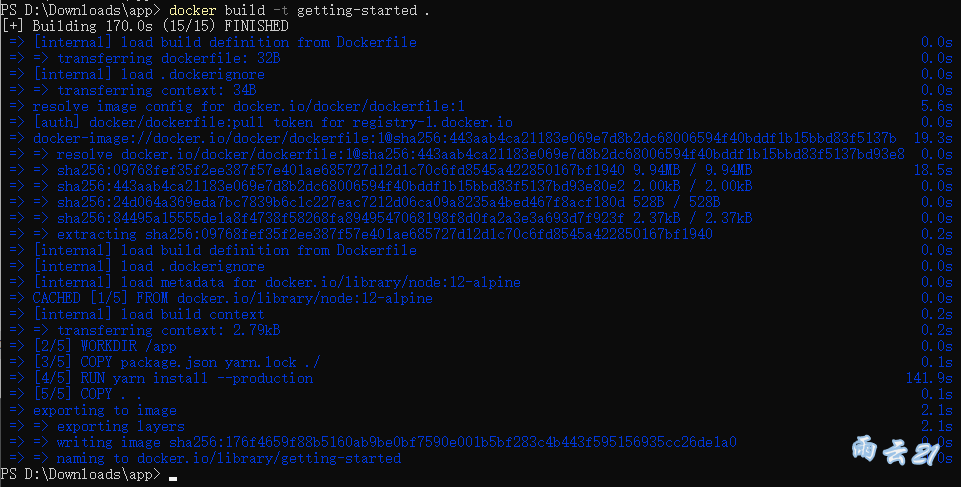 PS D:\Downloads\app> docker build -t getting-started .
[+] Building 170.0s (15/15) FINISHED
=> [internal] load build definition from Dockerfile 0.0s
=> => transferring dockerfile: 32B 0.0s
=> [internal] load .dockerignore 0.0s
=> => transferring context: 34B 0.0s
=> resolve image config for docker.io/docker/dockerfile:1 5.6s
=> [auth] docker/dockerfile:pull token for registry-1.docker.io 0.0s
=> docker-image://docker.io/docker/dockerfile:1@sha256:443aab4ca21183e069e7d8b2dc68006594f40bddf1b15bbd83f5137b 19.3s
=> => resolve docker.io/docker/dockerfile:1@sha256:443aab4ca21183e069e7d8b2dc68006594f40bddf1b15bbd83f5137bd93e8 0.0s
=> => sha256:09768fef35f2ee387f57e401ae685727d12d1c70c6fd8545a422850167bf1940 9.94MB / 9.94MB 18.5s
=> => sha256:443aab4ca21183e069e7d8b2dc68006594f40bddf1b15bbd83f5137bd93e80e2 2.00kB / 2.00kB 0.0s
=> => sha256:24d064a369eda7bc7839b6c1c227eac7212d06ca09a8235a4bed467f8acf180d 528B / 528B 0.0s
=> => sha256:84495a15555de1a8f4738f58268fa8949547068198f8d0fa2a3e3a693d7f923f 2.37kB / 2.37kB 0.0s
=> => extracting sha256:09768fef35f2ee387f57e401ae685727d12d1c70c6fd8545a422850167bf1940 0.2s
=> [internal] load build definition from Dockerfile 0.0s
=> [internal] load .dockerignore 0.0s
=> [internal] load metadata for docker.io/library/node:12-alpine 0.0s
=> CACHED [1/5] FROM docker.io/library/node:12-alpine 0.0s
=> [internal] load build context 0.2s
=> => transferring context: 2.79kB 0.2s
=> [2/5] WORKDIR /app 0.0s
=> [3/5] COPY package.json yarn.lock ./ 0.1s
=> [4/5] RUN yarn install --production 141.9s
=> [5/5] COPY . . 0.1s
=> exporting to image 2.1s
=> => exporting layers 2.1s
=> => writing image sha256:176f4659f88b5160ab9be0bf7590e001b5bf283c4b443f595156935cc26de1a0 0.0s
=> => naming to docker.io/library/getting-started 0.0s
PS D:\Downloads\app>
雨云21